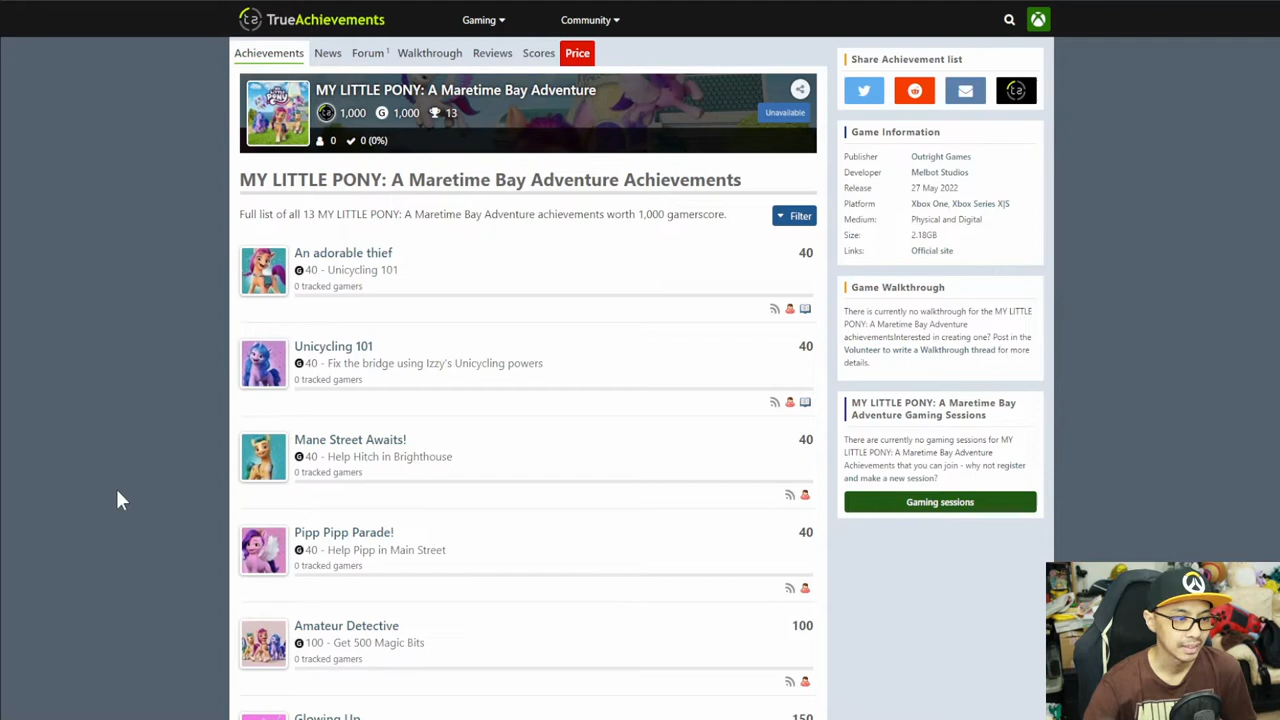 TrueAchievements
Gaming
Community
Achievements
News
Forum 1
Walkthrough
Reviews
Scores
Price
MY LITTLE PONY: A Maretime Bay Adventure
1,000 G 1,000 13
Unavailable
0 0 (0%)
MY LITTLE PONY: A Maretime Bay Adventure Achievements
Full list of all 13 MY LITTLE PONY: A Maretime Bay Adventure achievements worth 1,000 gamerscore.
Filter
An adorable thief
40
G 40 - Unicycling 101
0 tracked gamers
Unicycling 101
40
G 40 - Fix the bridge using Izzy's Unicycling powers
0 tracked gamers
Mane Street Awaits!
40
G 40 - Help Hitch in Brighthouse
0 tracked gamers
Pipp Pipp Parade!
40
G 40 - Help Pipp in Main Street
0 tracked gamers
Amateur Detective
100
G 100 - Get 500 Magic Bits
0 tracked gamers
Glowing Up
150
Share Achievement list
Game Information
Publisher Outright Games
Developer Melbot Studios
Release 27 May 2022
Platform Xbox One, Xbox Series X|S
Medium: Physical and Digital
Size: 2.18GB
Links: Official site
Game Walkthrough
There is currently no walkthrough for the MY LITTLE
PONY: A Maretime Bay Adventure
achievementsInterested in creating one? Post in the
Volunteer to write a Walkthrough thread for more
details.
MY LITTLE PONY: A Maretime Bay
Adventure Gaming Sessions
There are currently no gaming sessions for MY
LITTLE PONY: A Maretime Bay Adventure
Achievements that you can join - why not register
and make a new session?
Gaming sessions